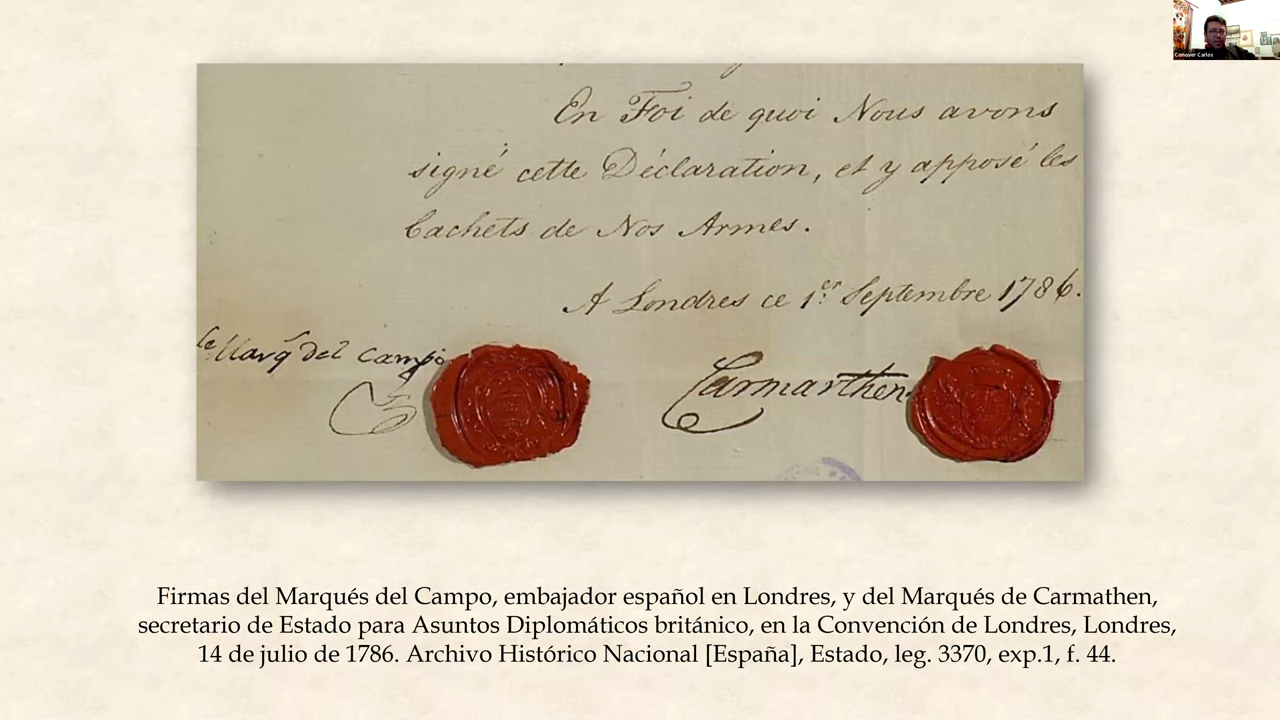 Conover Carlos
En Foi de quoi Nous avons
signé cette Déclaration, et y apposé les
Cachets de Nos Armes.
A Londres ce 1er Septembre 1786.
le Marq del Campo
Carmarthen
Firmas del Marqués del Campo, embajador español en Londres, y del Marqués de Carmathen,
secretario de Estado para Asuntos Diplomáticos británico, en la Convención de Londres, Londres,
14 de julio de 1786. Archivo Histórico Nacional [España], Estado, leg. 3370, exp.1, f. 44.